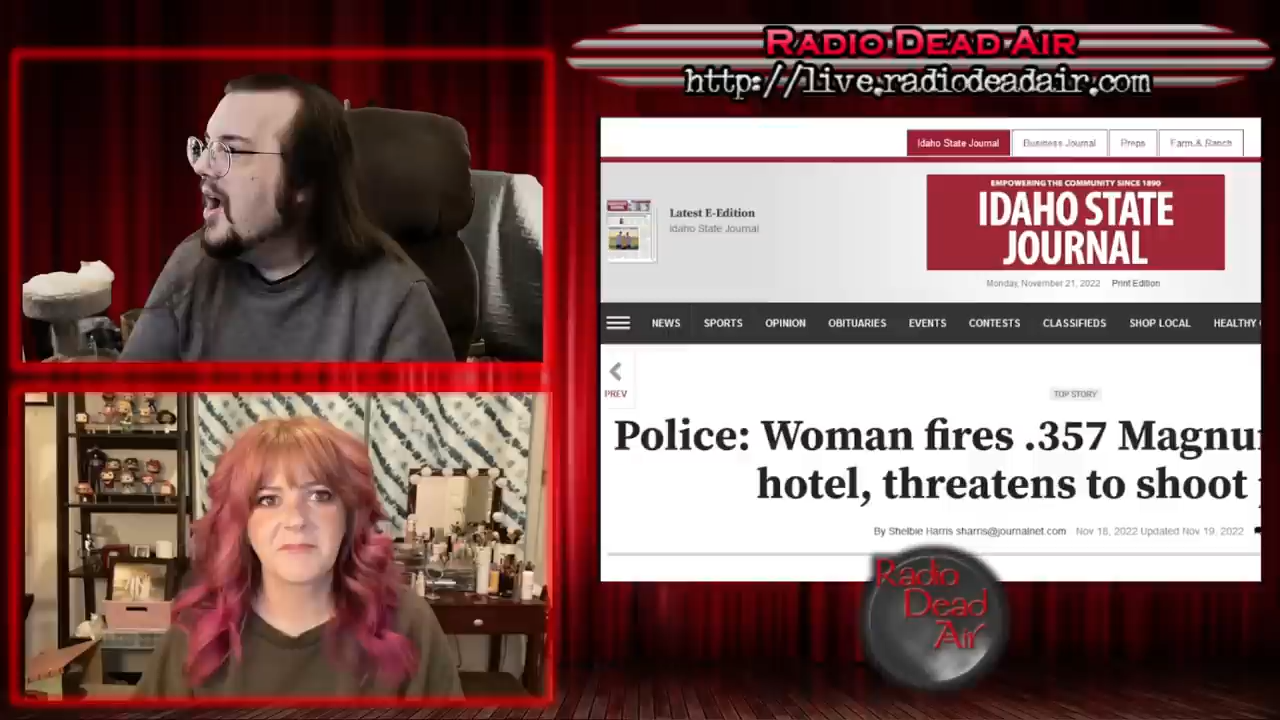 RADIO DEAD AIR
http://live.radiodeadair.com
Idaho State Journal
Business Journal
Preps
Farm & Ranch
Latest E-Edition
Idaho State Journal
EMPOWERING THE COMMUNITY SINCE 1890
IDAHO STATE
JOURNAL
Monday, November 21, 2022 Print Edition
NEWS SPORTS OPINION OBITUARIES EVENTS CONTESTS CLASSIFIEDS SHOP LOCAL HEALTHY
PREV
TOP STORY
Police: Woman fires .357 Magnu
hotel, threatens to shoot
By Shelbie Harris sharris@journalnet.com Nov 18, 2022 Updated Nov 19, 2022
Radio
Dead
Air